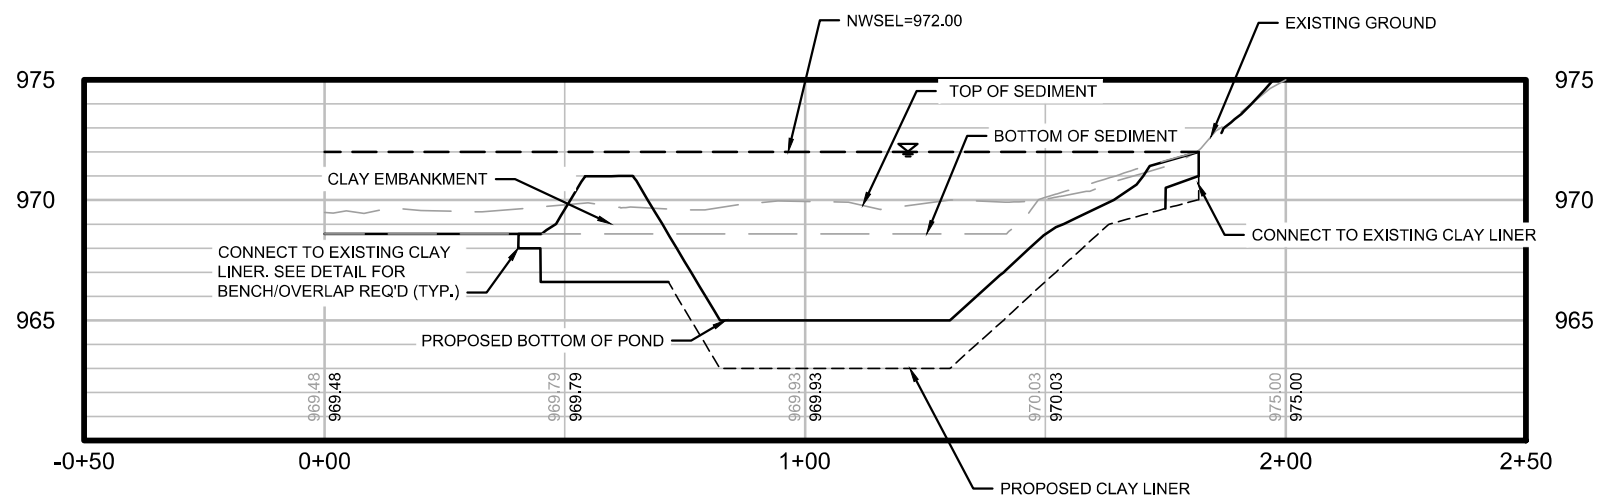 NWSEL=972.00
EXISTING GROUND
975
975
TOP OF SEDIMENT
BOTTOM OF SEDIMENT
CLAY EMBANKMENT
970
970
CONNECT TO EXISTING CLAY LINER
CONNECT TO EXISTING CLAY
LINER. SEE DETAIL FOR
BENCH/OVERLAP REQ'D (TYP.)
965
965
PROPOSED BOTTOM OF POND
969.48
969.48
969.79
969.79
969.93
969.93
970.03
970.03
975.00
975.00
-0+50
0+00
1+00
2+00
2+50
PROPOSED CLAY LINER